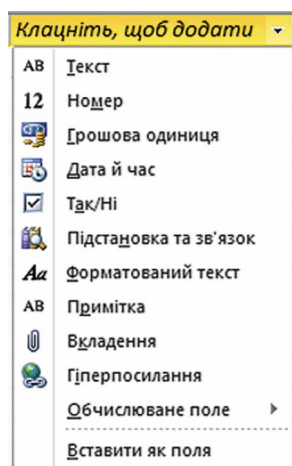 Клацніть, щоб додати
AB Текст
12 Номер
Грошова одиниця
Дата й час
Так/Ні
Підстановка та зв'язок
Aa Форматований текст
AB Примітка
Вкладення
Гіперпосилання
Обчислюване поле
Вставити як поля